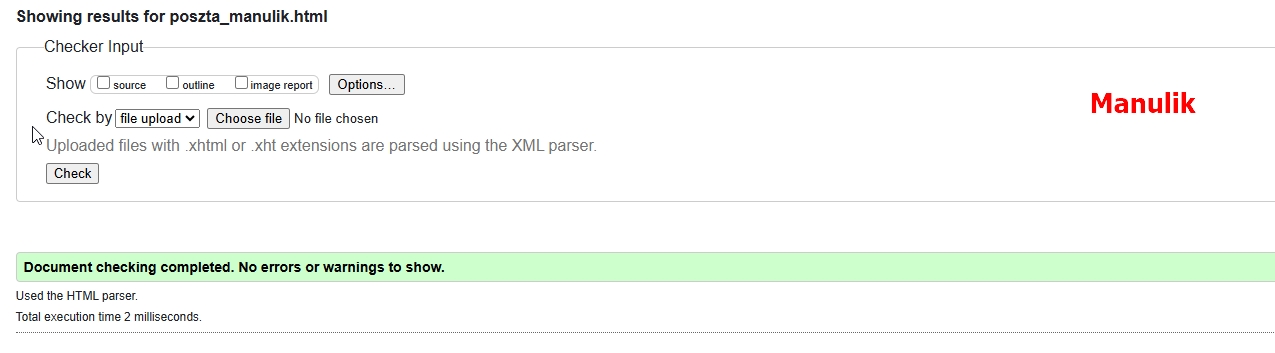 Showing results for poszta_manulik.html
Checker Input
Show source outline image report Options...
Manulik
Check by file upload Choose file No file chosen
Uploaded files with .xhtml or .xht extensions are parsed using the XML parser.
Check
Document checking completed. No errors or warnings to show.
Used the HTML parser.
Total execution time 2 milliseconds.